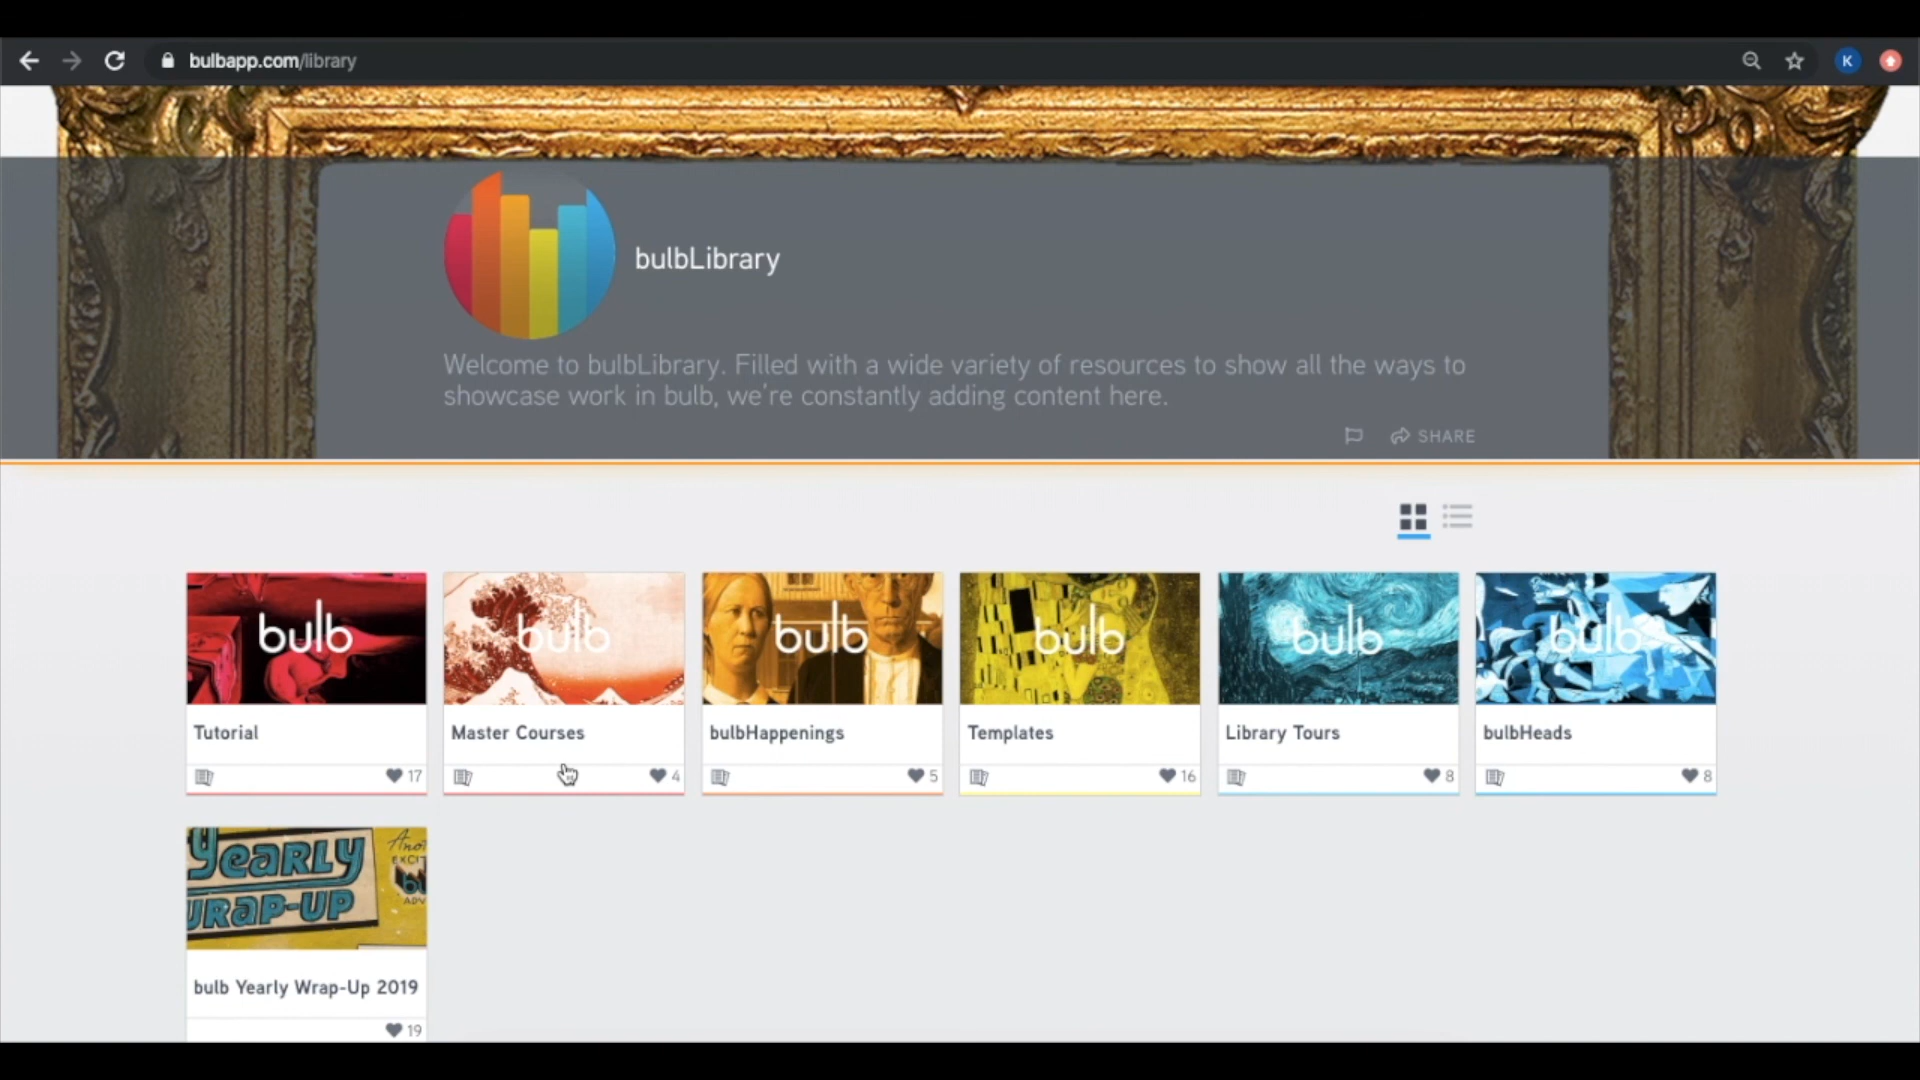 bulbapp.com/library
K
bulbLibrary
Welcome to bulbLibrary. Filled with a wide variety of resources to show all the ways to
showcase work in bulb, we're constantly adding content here.
SHARE
bulb
bulb
bulb
bulb
bulb
bulb
Tutorial
Master Courses
bulbHappenings
Templates
Library Tours
bulbHeads
17
4
5
16
8
8
Yearly
Wrap-Up
bulb Yearly Wrap-Up 2019
19